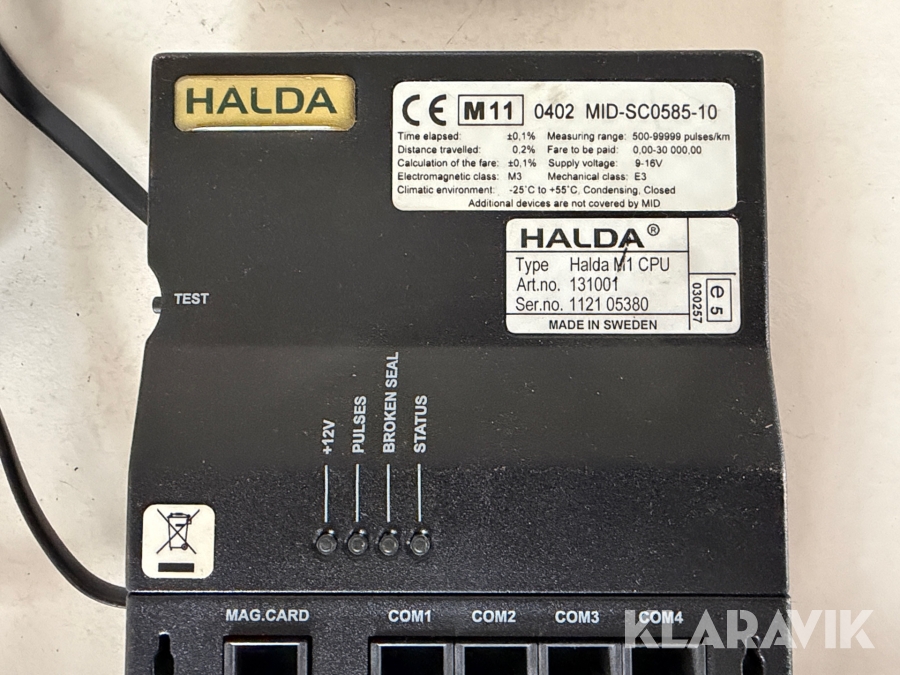 HALDA
CE M11 0402 MID-SC0585-10
Time elapsed: ±0,1% Measuring range: 500-99999 pulses/km
Distance travelled: 0,2% Fare to be paid: 0,00-30 000,00
Calculation of the fare: ±0,1% Supply voltage: 9-16V
Electromagnetic class: M3 Mechanical class: E3
Climatic environment: -25°C to +55°C, Condensing, Closed
Additional devices are not covered by MID
HALDA®
Type Halda M1 CPU
Art.no. 131001
Ser.no. 1121 05380
MADE IN SWEDEN
e5
030257
TEST
+12V
PULSES
BROKEN SEAL
STATUS
MAG.CARD COM1 COM2 COM3 COM4
KLARAVIK